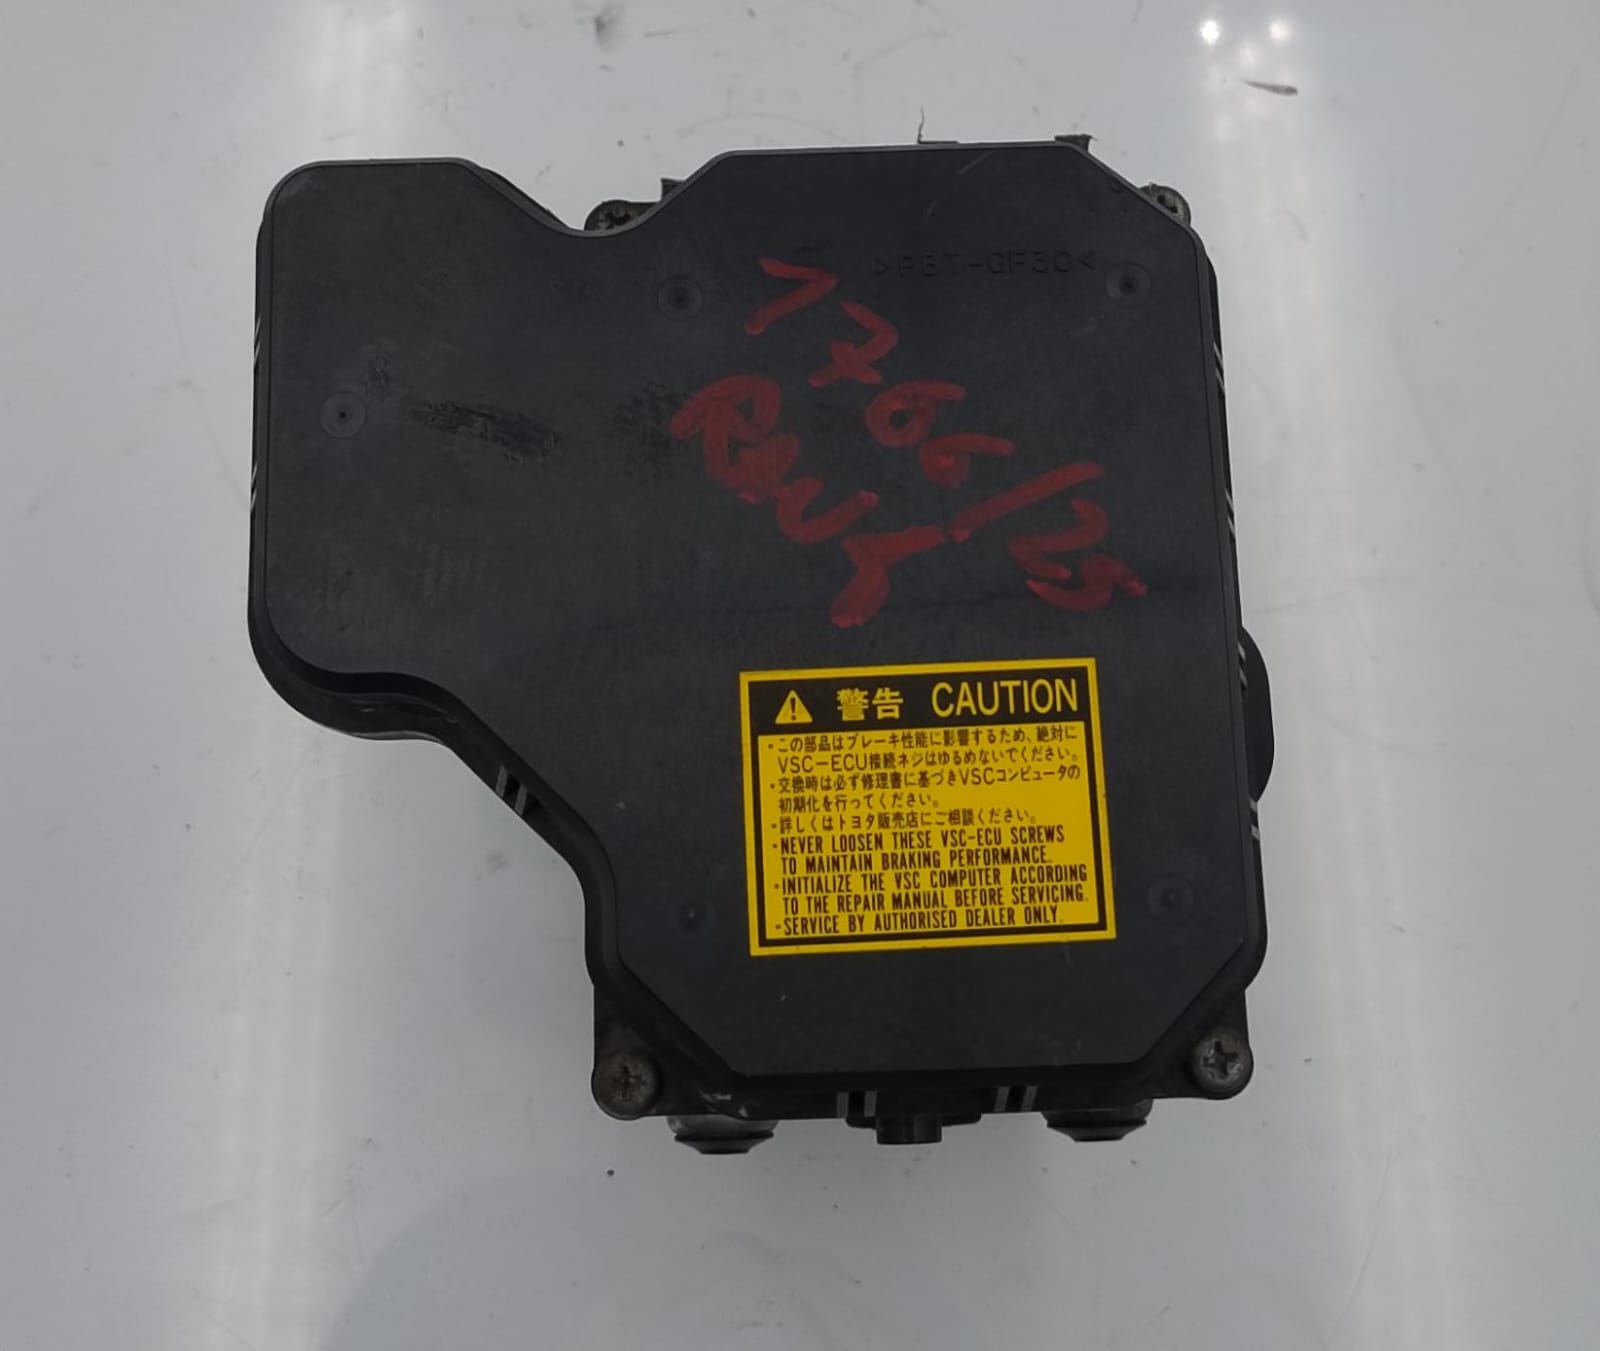 >PBT-GF30<
1766/25
警告 CAUTION
・この部品はブレーキ性能に影響するため、絶対に
VSC-ECU接続ネジはゆるめないでください。
・交換時は必ず修理書に基づきVSCコンピュータの
初期化を行ってください。
・詳しくはトヨタ販売店にご相談ください。
・NEVER LOOSEN THESE VSC-ECU SCREWS
TO MAINTAIN BRAKING PERFORMANCE.
・INITIALIZE THE VSC COMPUTER ACCORDING
TO THE REPAIR MANUAL BEFORE SERVICING.
・SERVICE BY AUTHORISED DEALER ONLY.